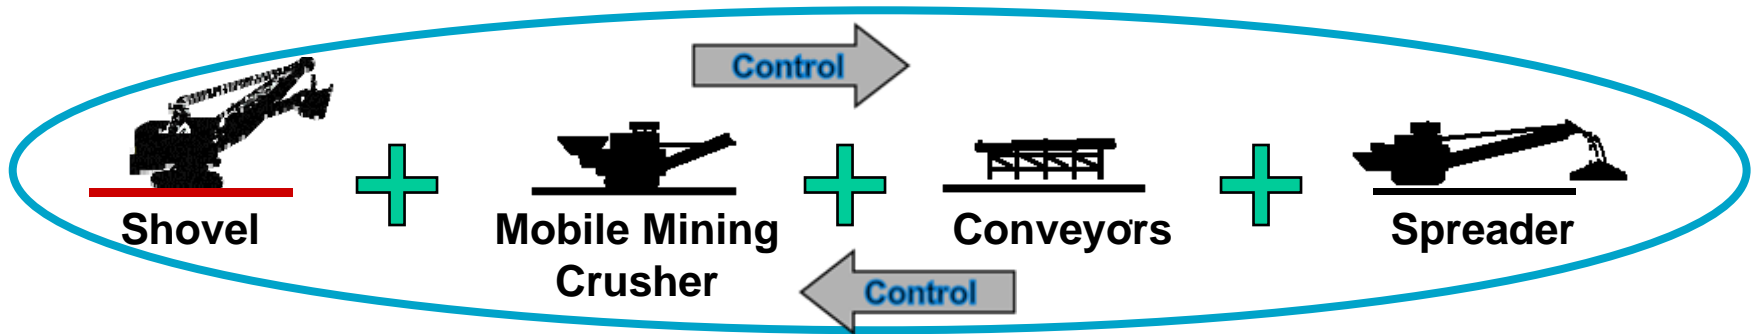 Control
Shovel
Mobile Mining
Crusher
Conveyors
Spreader
Control